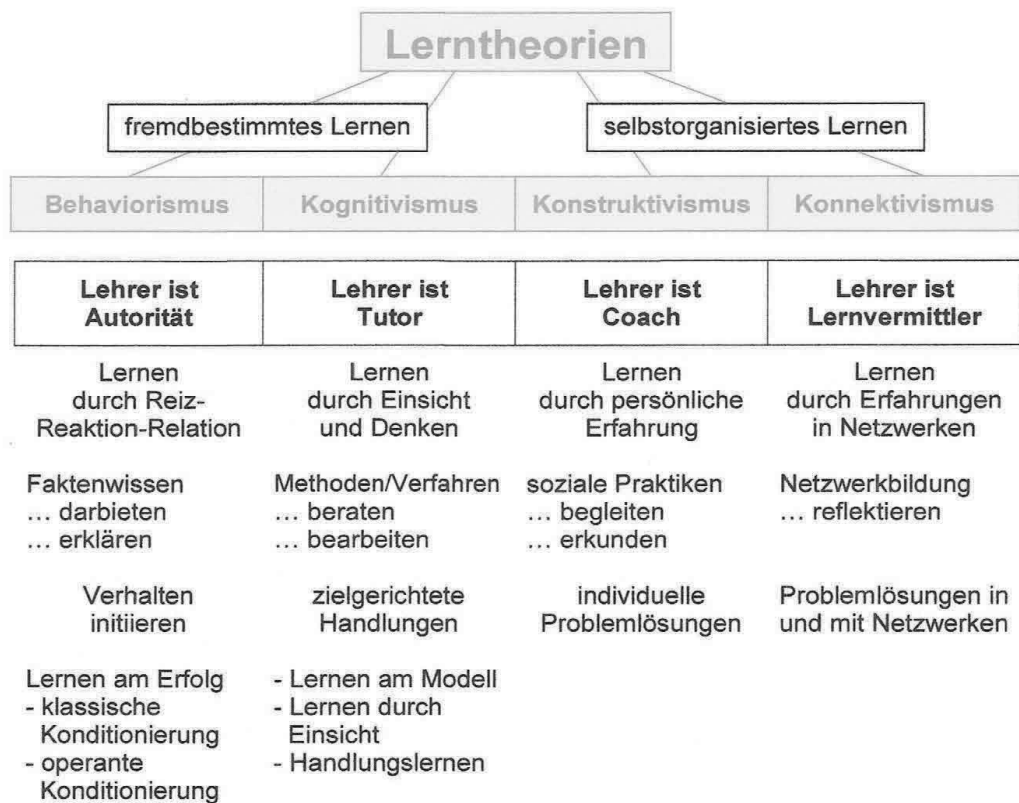 Lerntheorien
fremdbestimmtes Lernen
selbstorganisiertes Lernen
Behaviorismus
Kognitivismus
Konstruktivismus
Konnektivismus
Lehrer ist
Autorität
Lehrer ist
Tutor
Lehrer ist
Coach
Lehrer ist
Lernvermittler
Lernen
durch Reiz-
Reaktion-Relation
Lernen
durch Einsicht
und Denken
Lernen
durch persönliche
Erfahrung
Lernen
durch Erfahrungen
in Netzwerken
Faktenwissen
... darbieten
... erklären
Methoden/Verfahren
... beraten
... bearbeiten
soziale Praktiken
... begleiten
... erkunden
Netzwerkbildung
... reflektieren
Verhalten
initiieren
zielgerichtete
Handlungen
individuelle
Problemlösungen
Problemlösungen in
und mit Netzwerken
Lernen am Erfolg
- klassische
Konditionierung
- operante
Konditionierung
- Lernen am Modell
- Lernen durch
Einsicht
- Handlungslernen